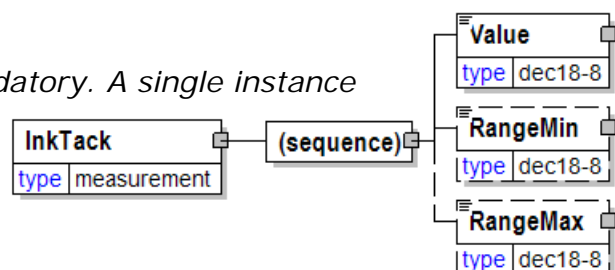 Value
type dec18-8
datory. A single instance
InkTack
type measurement
(sequence)
RangeMin
type dec18-8
RangeMax
type dec18-8